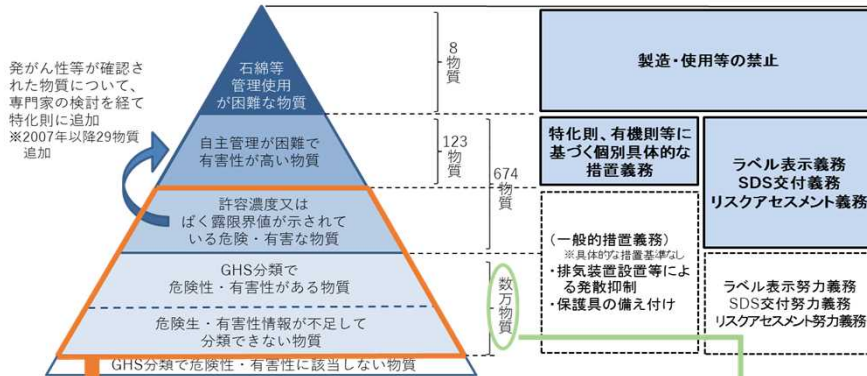 発がん性等が確認され
た物質について、
専門家の検討を経て
特化則に追加
※2007年以降29物質
追加
石綿等
管理使用
が困難な物質
自主管理が困難で
有害性が高い物質
許容濃度又は
ばく露限界値が示されて
いる危険・有害な物質
GHS分類で
危険性・有害性がある物質
危険生・有害性情報が不足して
分類できない物質
GHS分類で危険性・有害性に該当しない物質
8
物質
123
物質
674
物質
数万物質
製造・使用等の禁止
特化則、有機則等に
基づく個別具体的な
措置義務
ラベル表示義務
SDS交付義務
リスクアセスメント義務
(一般的措置義務)
※具体的な措置基準なし
・排気装置設置等によ
る発散抑制
・保護具の備え付け
ラベル表示努力義務
SDS交付努力義務
リスクアセスメント努力義務